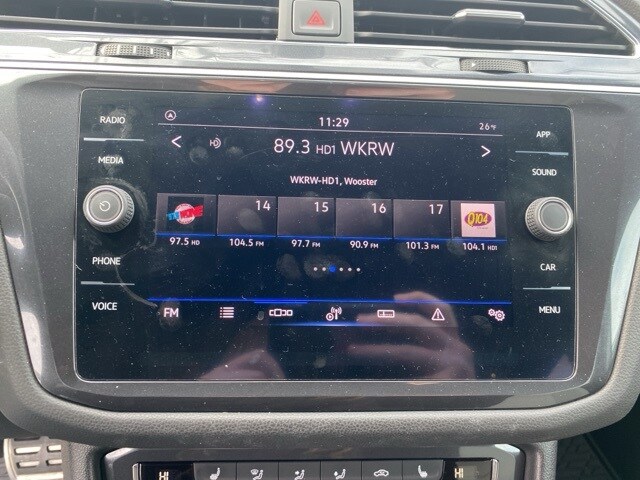 RADIO
MEDIA
PHONE
VOICE
11:29
26°F
< HD 89.3 HD1 WKRW >
WKRW-HD1, Wooster
14 15 16 17 Q104
97.5 HD 104.5 FM 97.7 FM 90.9 FM 101.3 FM 104.1 HD1
FM
APP
SOUND
CAR
MENU
HI HI